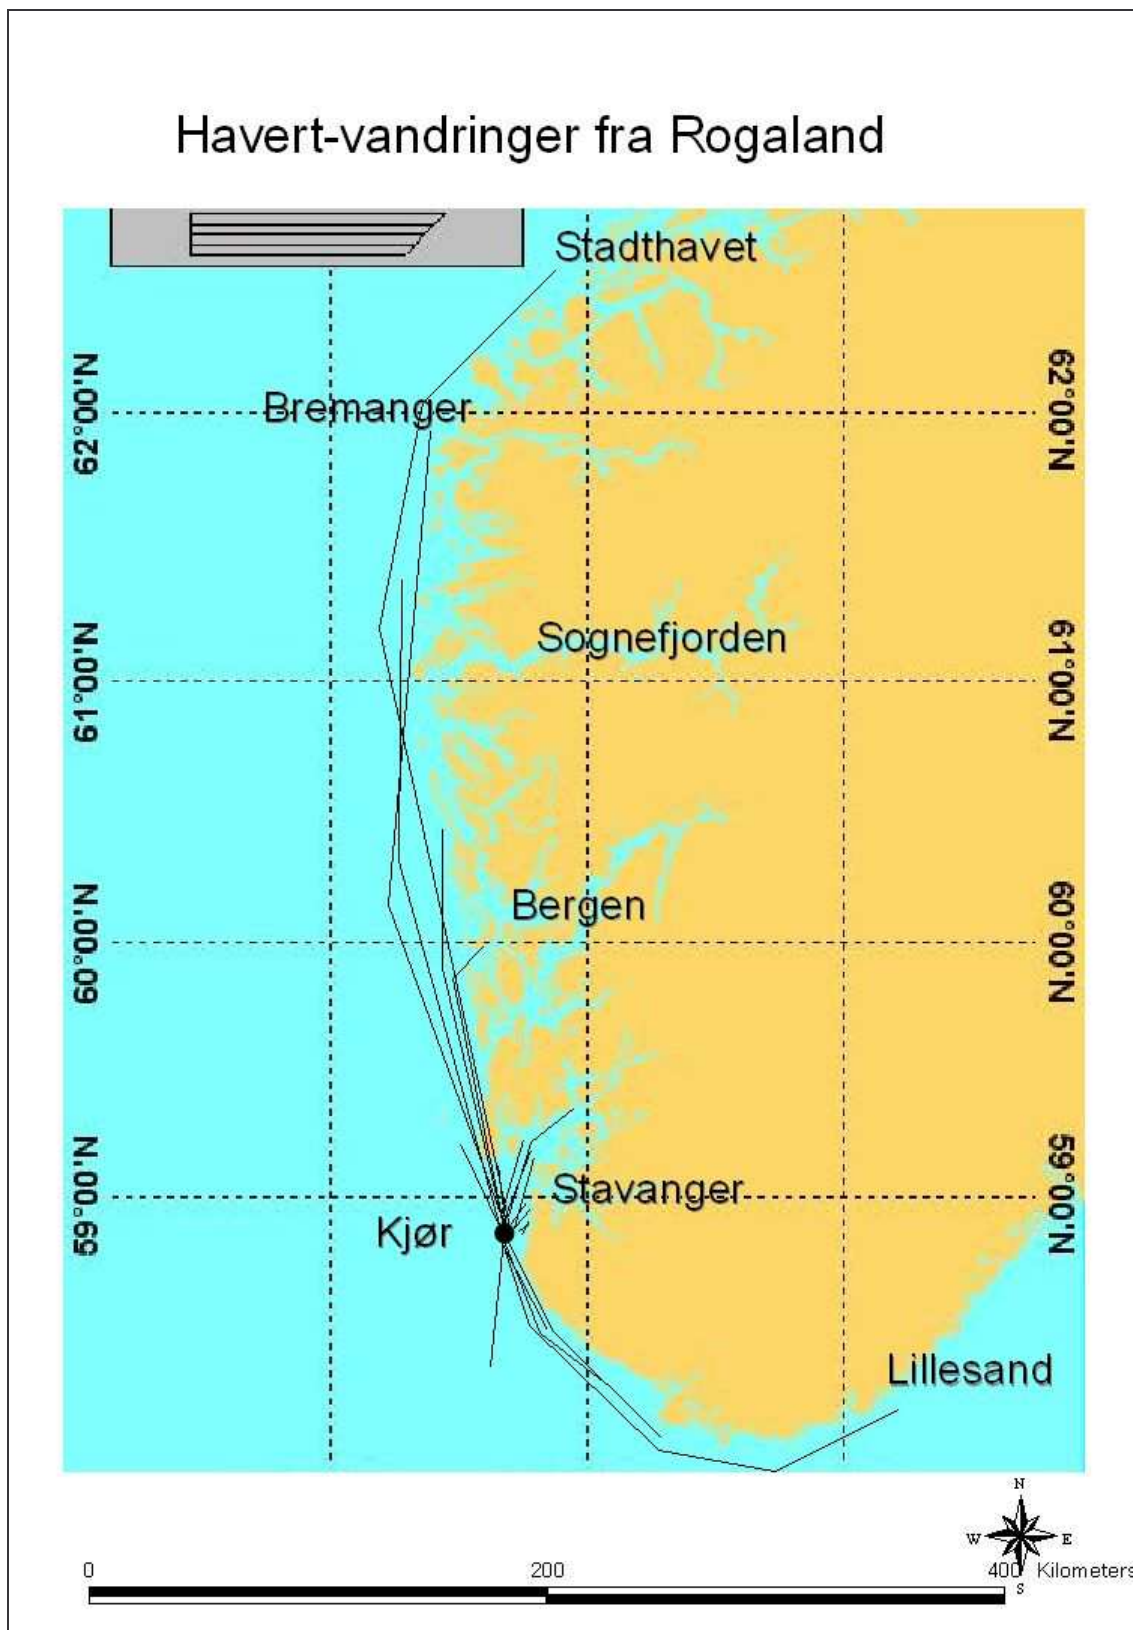 Havert-vandringer fra Rogaland
Stadthavet
62°00'N
Bremanger
62°00'N
61°00'N
Sognefjorden
61°00'N
60°00'N
Bergen
60°00'N
59°00'N
Stavanger
59°00'N
Kjør
Lillesand
N
W
E
S
0
200
400
Kilometers